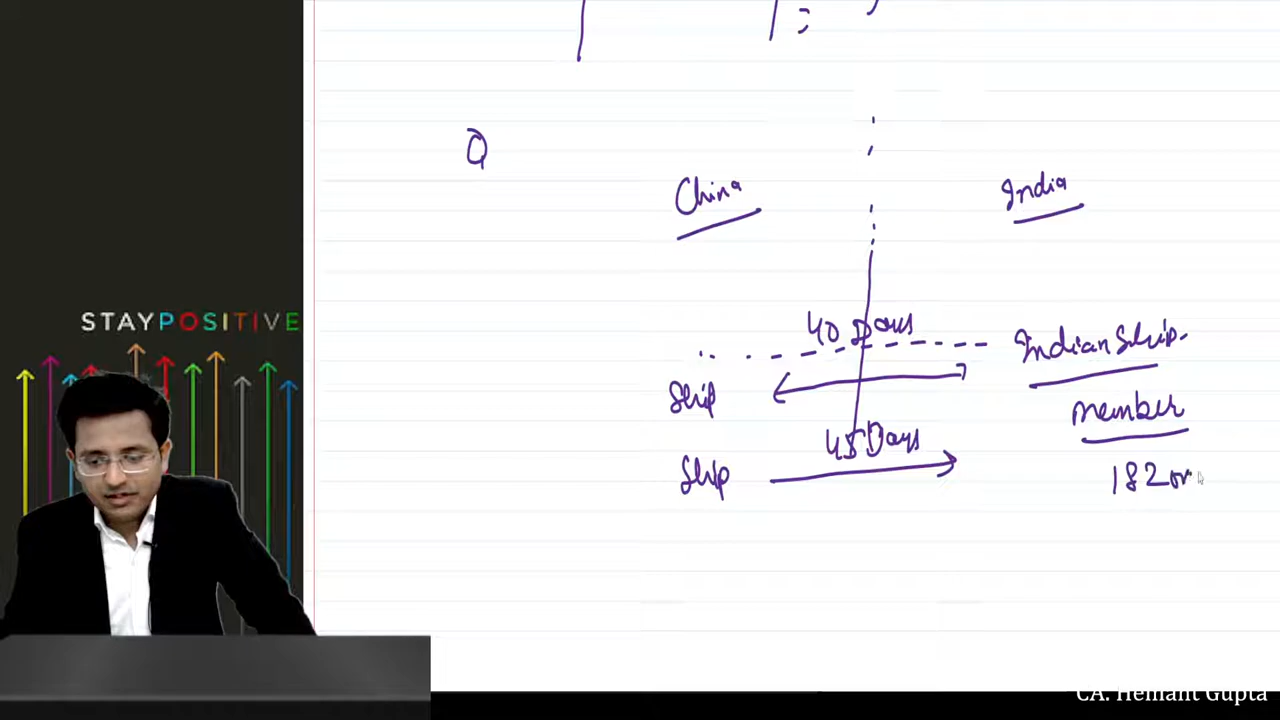 Q
China
India
40 Days
Indian Ship.
Ship
member
45 Days
Ship
182 or
STAYPOSITIVE
CA. Hemant Gupta